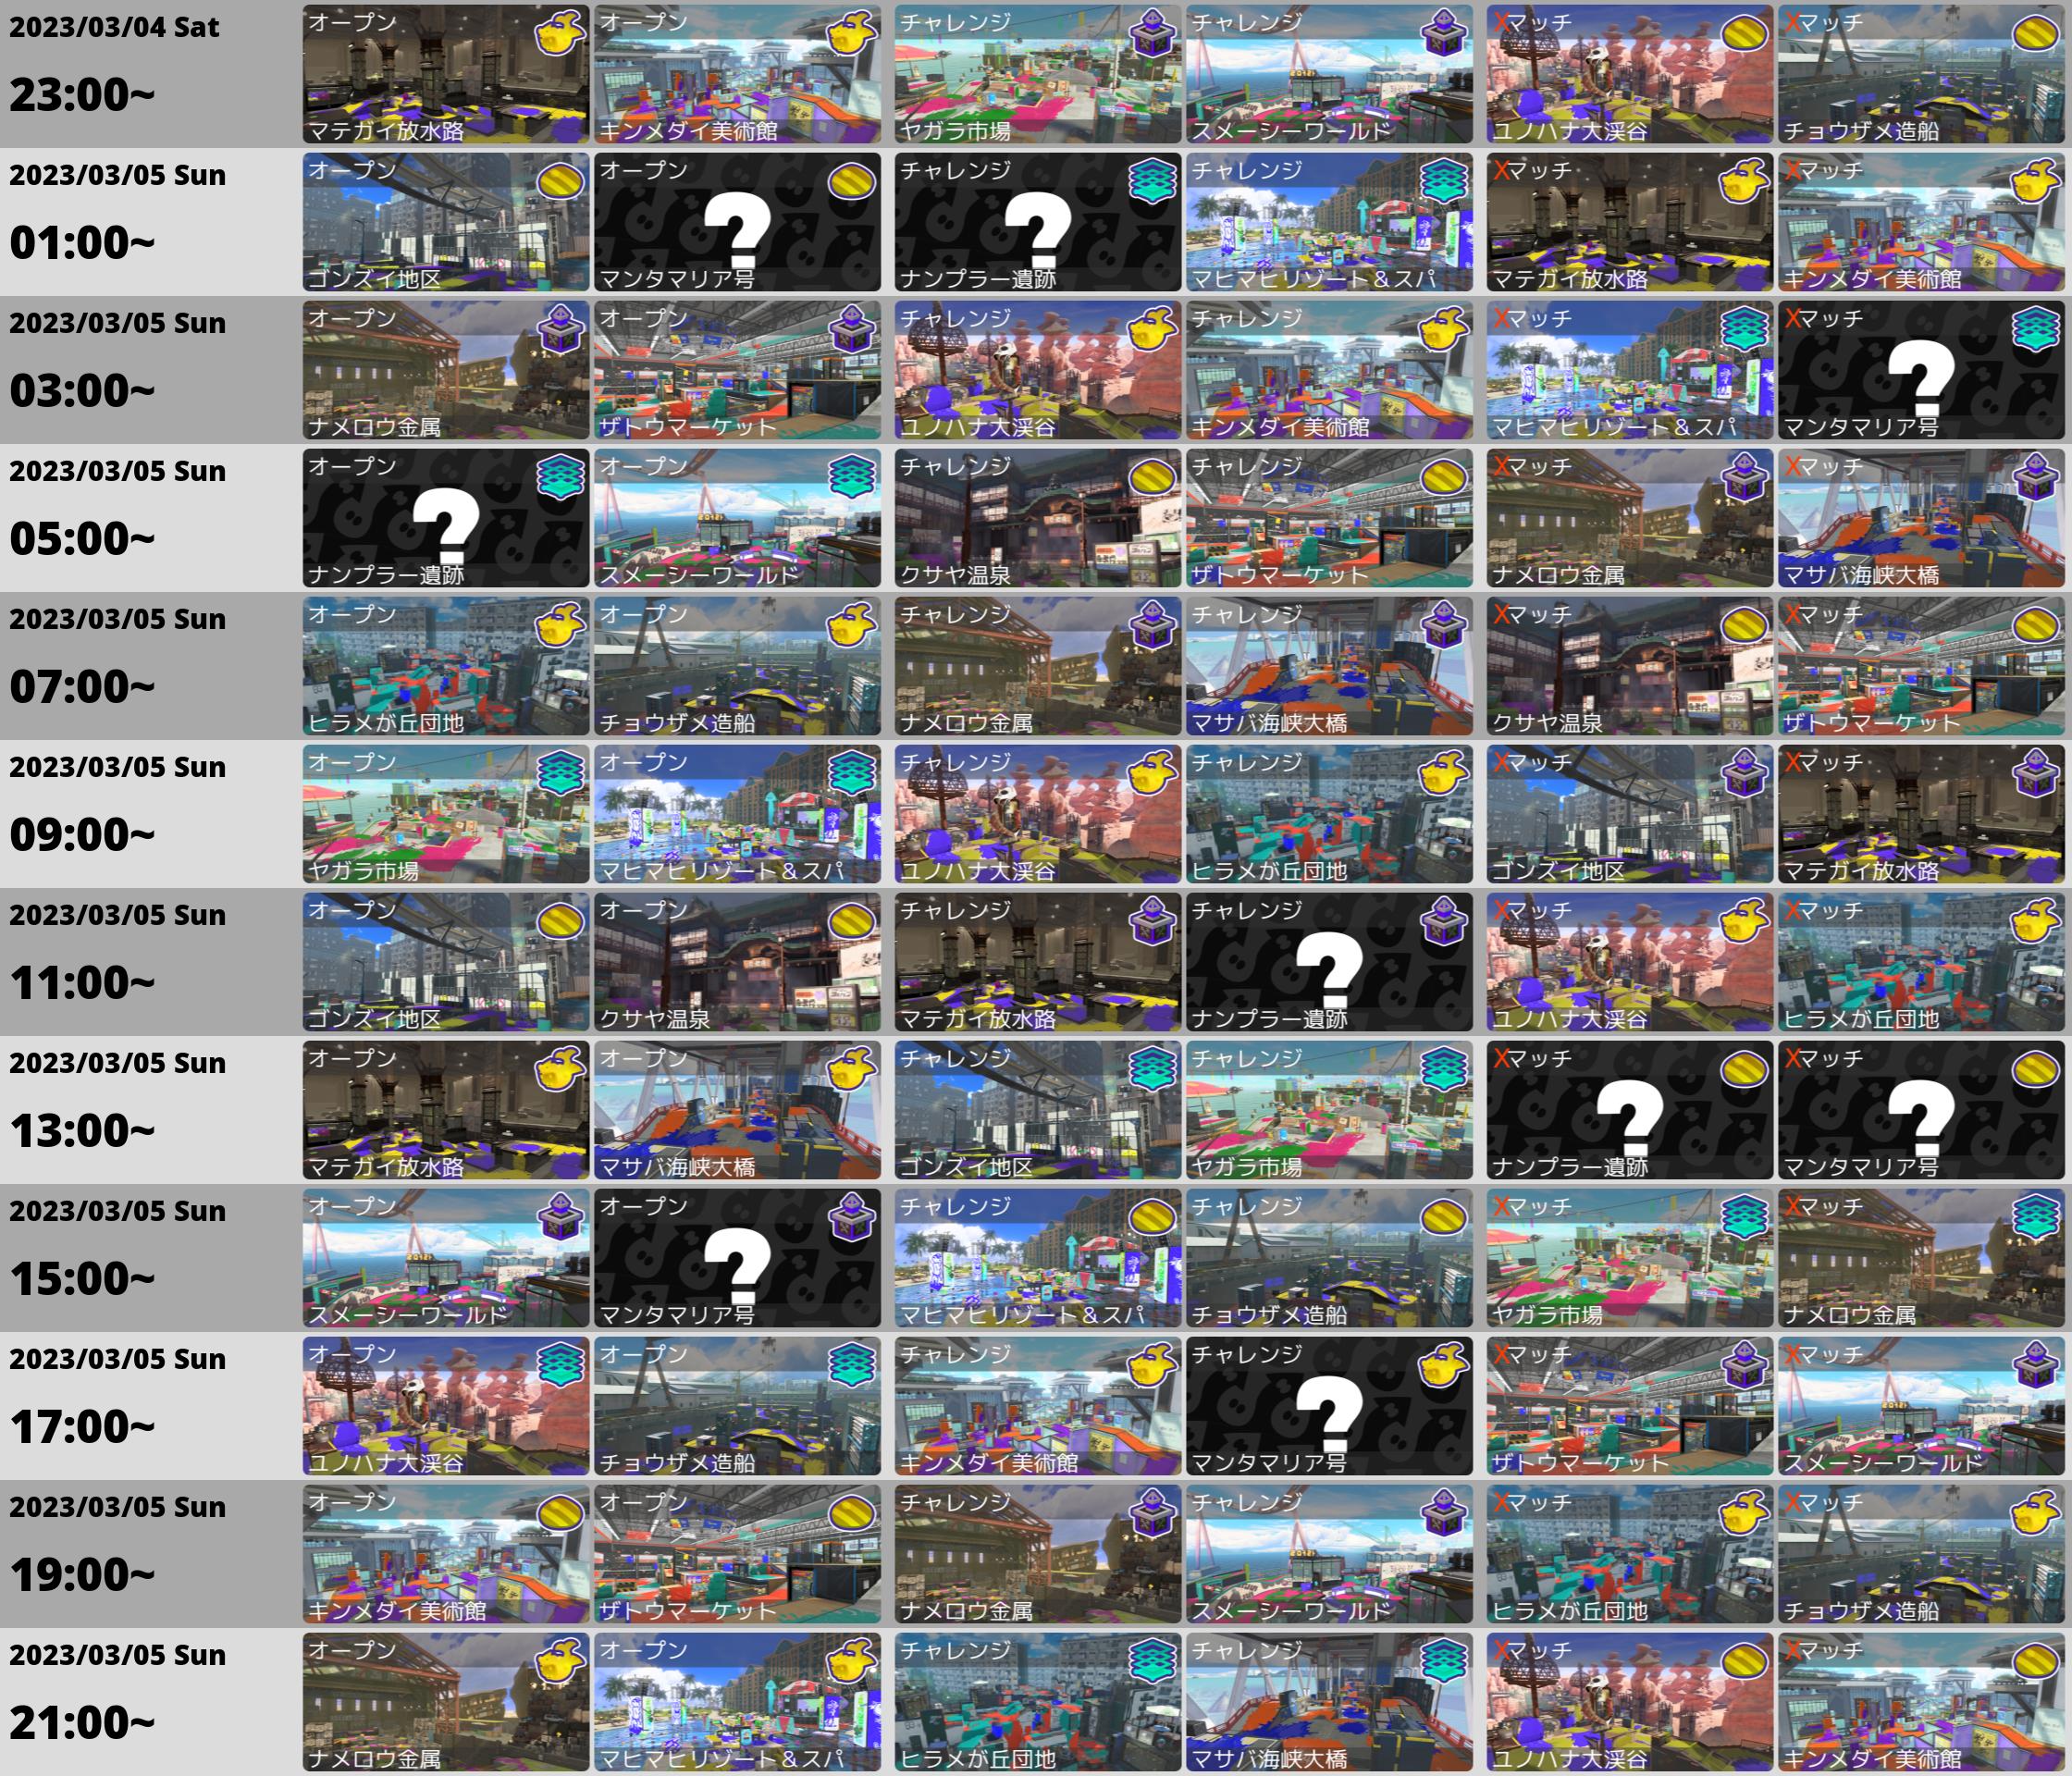 2023/03/04 Sat
23:00~
オープン オープン チャレンジ チャレンジ Xマッチ Xマッチ
マテガイ放水路 キンメダイ美術館 ヤガラ市場 スメーシーワールド ユノハナ大渓谷 チョウザメ造船
2023/03/05 Sun
01:00~
オープン オープン チャレンジ チャレンジ Xマッチ Xマッチ
? ?
ゴンズイ地区 マンタマリア号 ナンプラー遺跡 マヒマヒリゾート＆スパ マテガイ放水路 キンメダイ美術館
2023/03/05 Sun
03:00~
オープン オープン チャレンジ チャレンジ Xマッチ Xマッチ
?
ナメロウ金属 ザトウマーケット ユノハナ大渓谷 キンメダイ美術館 マヒマヒリゾート＆スパ マンタマリア号
2023/03/05 Sun
05:00~
オープン オープン チャレンジ チャレンジ Xマッチ Xマッチ
?
ナンプラー遺跡 スメーシーワールド クサヤ温泉 ザトウマーケット ナメロウ金属 マサバ海峡大橋
2023/03/05 Sun
07:00~
オープン オープン チャレンジ チャレンジ Xマッチ Xマッチ
ヒラメが丘団地 チョウザメ造船 ナメロウ金属 マサバ海峡大橋 クサヤ温泉 ザトウマーケット
2023/03/05 Sun
09:00~
オープン オープン チャレンジ チャレンジ Xマッチ Xマッチ
ヤガラ市場 マヒマヒリゾート＆スパ ユノハナ大渓谷 ヒラメが丘団地 ゴンズイ地区 マテガイ放水路
2023/03/05 Sun
11:00~
オープン オープン チャレンジ チャレンジ Xマッチ Xマッチ
?
ゴンズイ地区 クサヤ温泉 マテガイ放水路 ナンプラー遺跡 ユノハナ大渓谷 ヒラメが丘団地
2023/03/05 Sun
13:00~
オープン オープン チャレンジ チャレンジ Xマッチ Xマッチ
? ?
マテガイ放水路 マサバ海峡大橋 ゴンズイ地区 ヤガラ市場 ナンプラー遺跡 マンタマリア号
2023/03/05 Sun
15:00~
オープン オープン チャレンジ チャレンジ Xマッチ Xマッチ
?
スメーシーワールド マンタマリア号 マヒマヒリゾート＆スパ チョウザメ造船 ヤガラ市場 ナメロウ金属
2023/03/05 Sun
17:00~
オープン オープン チャレンジ チャレンジ Xマッチ Xマッチ
?
ユノハナ大渓谷 チョウザメ造船 キンメダイ美術館 マンタマリア号 ザトウマーケット スメーシーワールド
2023/03/05 Sun
19:00~
オープン オープン チャレンジ チャレンジ Xマッチ Xマッチ
キンメダイ美術館 ザトウマーケット ナメロウ金属 スメーシーワールド ヒラメが丘団地 チョウザメ造船
2023/03/05 Sun
21:00~
オープン オープン チャレンジ チャレンジ Xマッチ Xマッチ
ナメロウ金属 マヒマヒリゾート＆スパ ヒラメが丘団地 マサバ海峡大橋 ユノハナ大渓谷 キンメダイ美術館